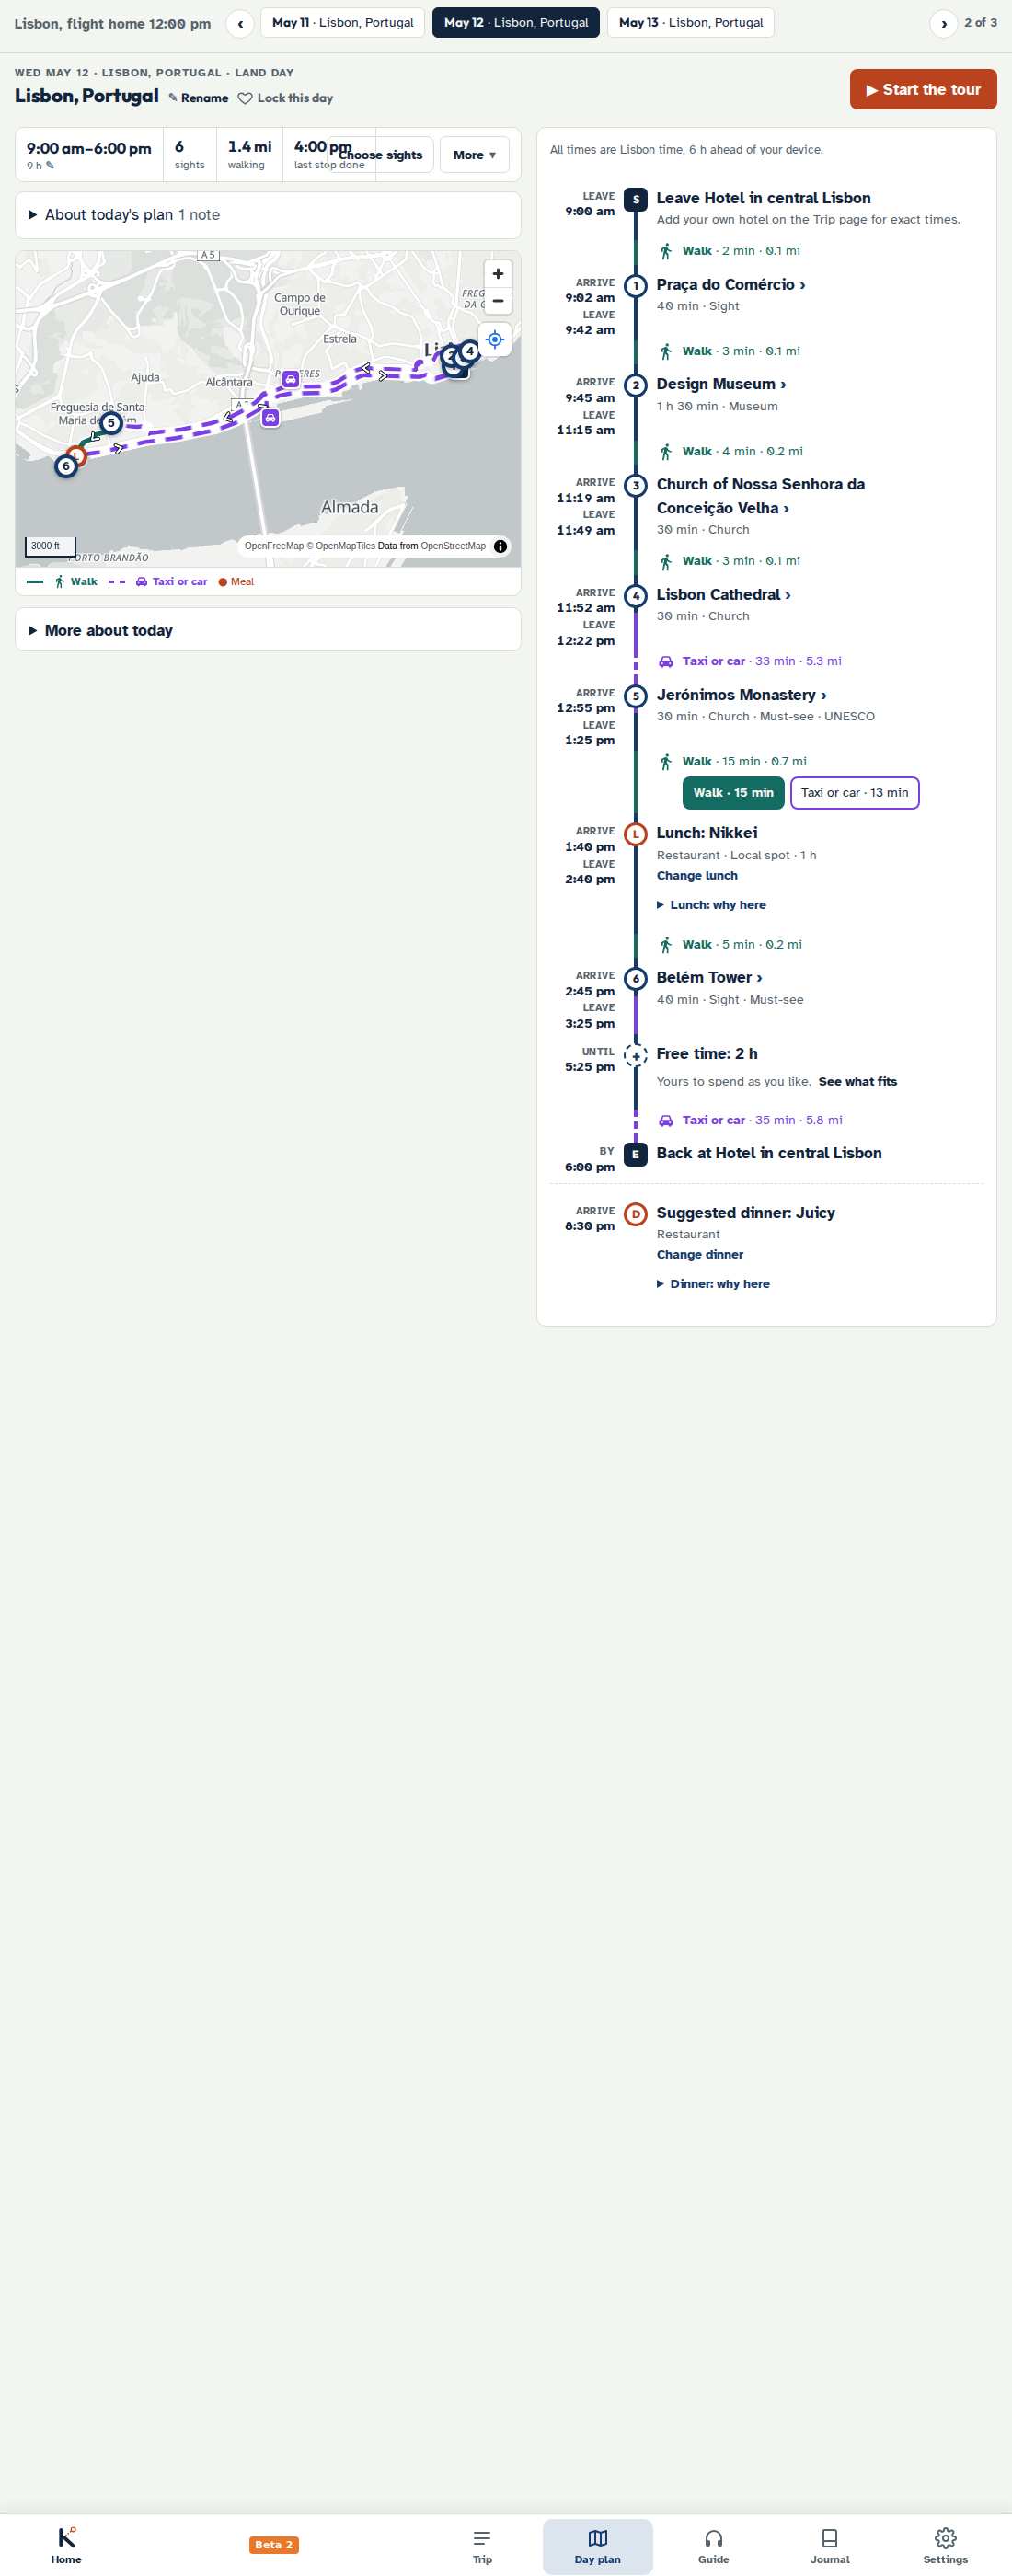 Lisbon, flight home 12:00 pm
‹
May 11 · Lisbon, Portugal
May 12 · Lisbon, Portugal
May 13 · Lisbon, Portugal
›
2 of 3
WED MAY 12 · LISBON, PORTUGAL · LAND DAY
Lisbon, Portugal
✎ Rename
Lock this day
▶ Start the tour
9:00 am–6:00 pm
9 h ✎
6
sights
1.4 mi
walking
4:00 pm
last stop done
Choose sights
More ▾
▶ About today's plan 1 note
A 5
Campo de
Ourique
Estrela
Ajuda
Alcântara
Freguesia de Santa
5
6
2
4
Almada
3000 ft
PORTO BRANDÃO
OpenFreeMap © OpenMapTiles Data from OpenStreetMap
Walk
Taxi or car
Meal
▶ More about today
All times are Lisbon time, 6 h ahead of your device.
LEAVE
9:00 am
S
Leave Hotel in central Lisbon
Add your own hotel on the Trip page for exact times.
Walk · 2 min · 0.1 mi
ARRIVE
9:02 am
LEAVE
9:42 am
1
Praça do Comércio ›
40 min · Sight
Walk · 3 min · 0.1 mi
ARRIVE
9:45 am
LEAVE
11:15 am
2
Design Museum ›
1 h 30 min · Museum
Walk · 4 min · 0.2 mi
ARRIVE
11:19 am
LEAVE
11:49 am
3
Church of Nossa Senhora da
Conceição Velha ›
30 min · Church
Walk · 3 min · 0.1 mi
ARRIVE
11:52 am
LEAVE
12:22 pm
4
Lisbon Cathedral ›
30 min · Church
Taxi or car · 33 min · 5.3 mi
ARRIVE
12:55 pm
LEAVE
1:25 pm
5
Jerónimos Monastery ›
30 min · Church · Must-see · UNESCO
Walk · 15 min · 0.7 mi
Walk · 15 min
Taxi or car · 13 min
ARRIVE
1:40 pm
LEAVE
2:40 pm
L
Lunch: Nikkei
Restaurant · Local spot · 1 h
Change lunch
▶ Lunch: why here
Walk · 5 min · 0.2 mi
ARRIVE
2:45 pm
LEAVE
3:25 pm
6
Belém Tower ›
40 min · Sight · Must-see
UNTIL
5:25 pm
+
Free time: 2 h
Yours to spend as you like. See what fits
Taxi or car · 35 min · 5.8 mi
BY
6:00 pm
E
Back at Hotel in central Lisbon
ARRIVE
8:30 pm
D
Suggested dinner: Juicy
Restaurant
Change dinner
▶ Dinner: why here
Home
Beta 2
Trip
Day plan
Guide
Journal
Settings